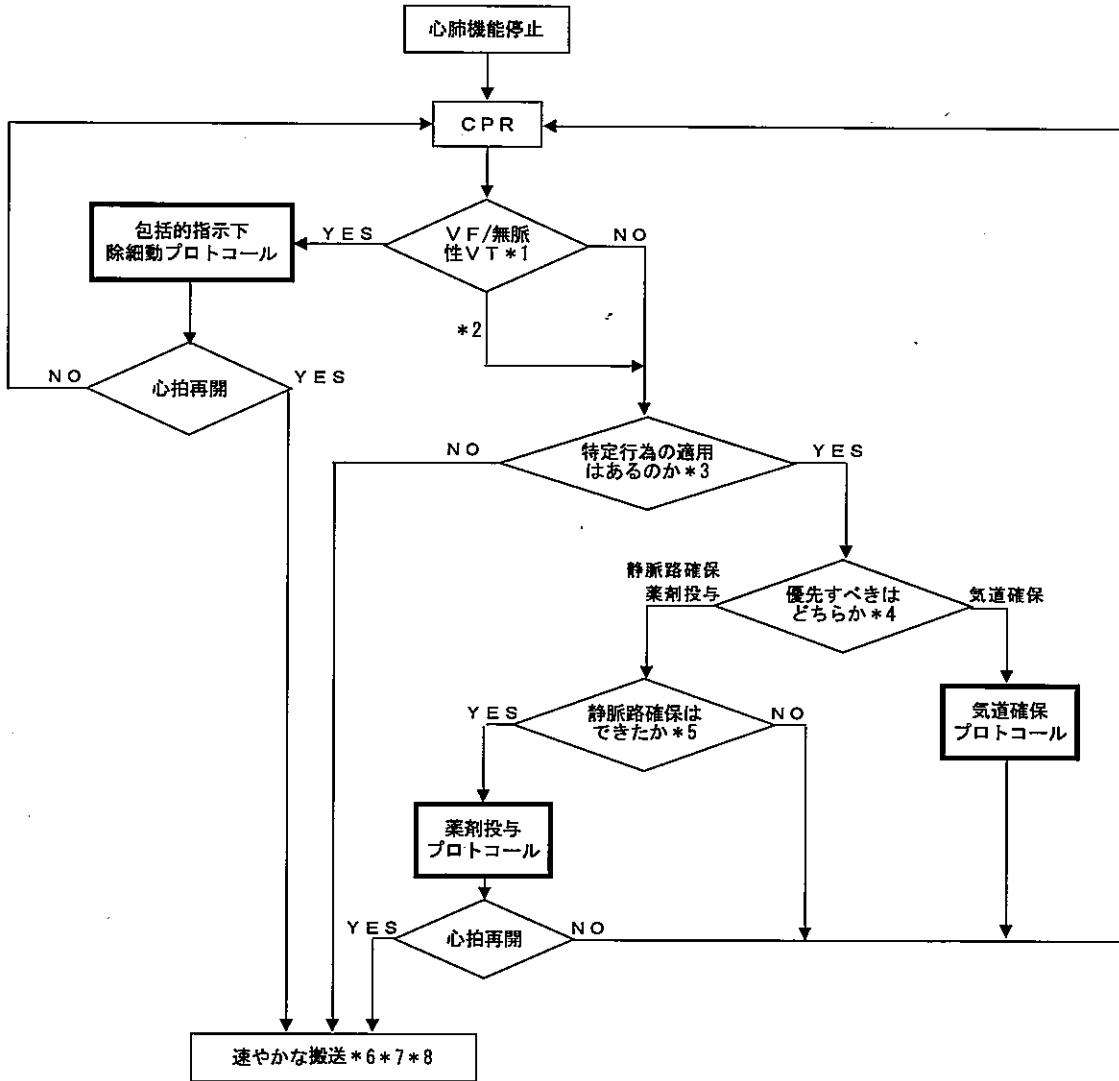 心肺機能停止
CPR
包括的指示下
除細動プロトコール
YES
VF/無脈
性VT*1
NO
*2
NO
心拍再開
YES
NO
特定行為の適用
はあるのか*3
YES
静脈路確保
薬剤投与
優先すべきは
どちらか*4
気道確保
YES
静脈路確保は
できたか*5
NO
気道確保
プロトコール
薬剤投与
プロトコール
YES
心拍再開
NO
速やかな搬送*6*7*8